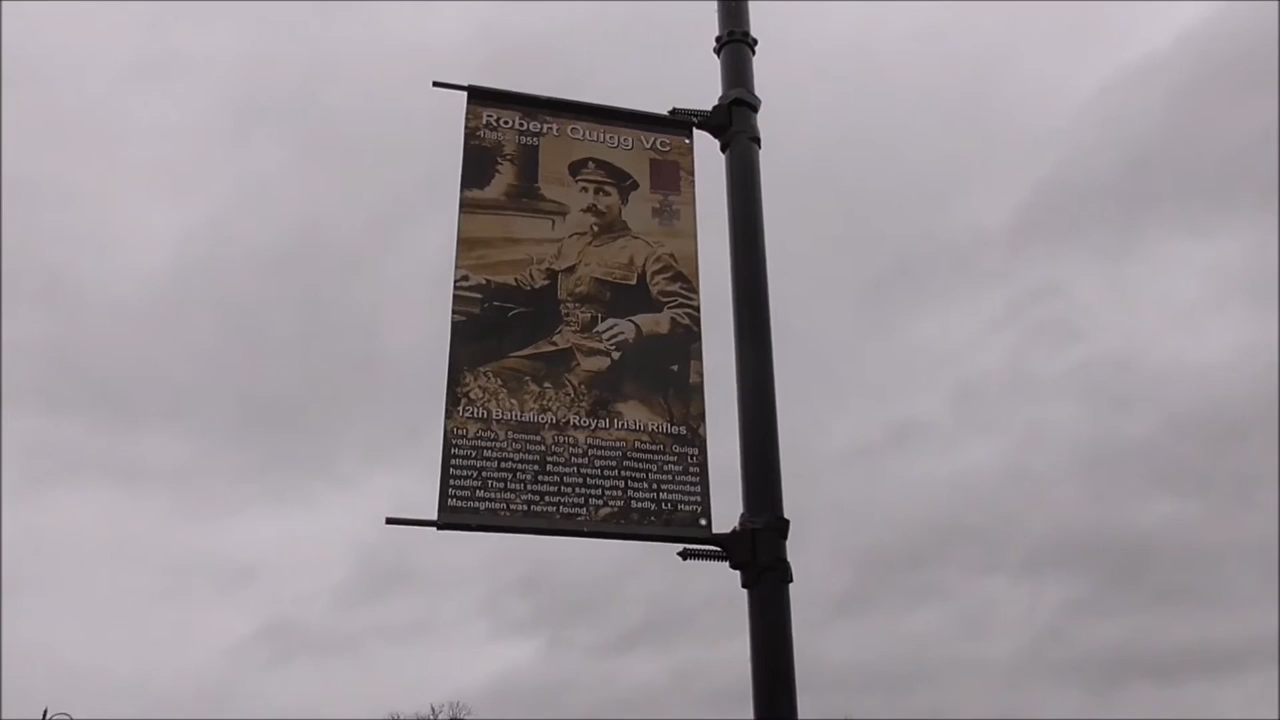 Robert Quigg VC
1885 - 1955
12th Battalion - Royal Irish Rifles
1st July, Somme, 1916: Rifleman Robert Quigg
volunteered to look for his platoon commander Lt.
Harry Macnaghten who had gone missing after an
attempted advance. Robert went out seven times under
heavy enemy fire, each time bringing back a wounded
soldier. The last soldier he saved was Robert Matthews
from Mosside who survived the war. Sadly, Lt. Harry
Macnaghten was never found.